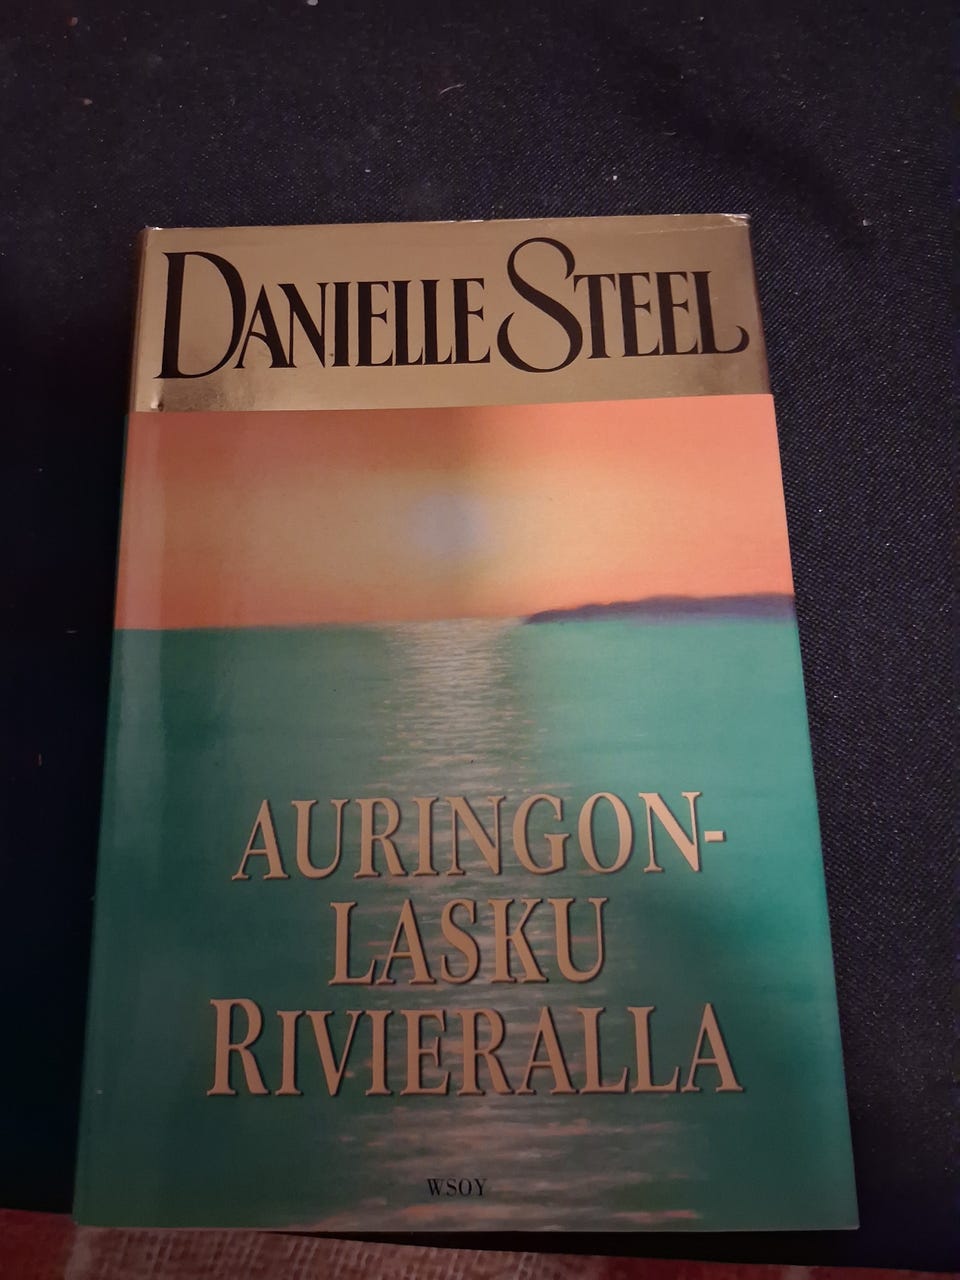 DANIELLE STEEL
AURINGON-
LASKU
RIVIERALLA
WSOY